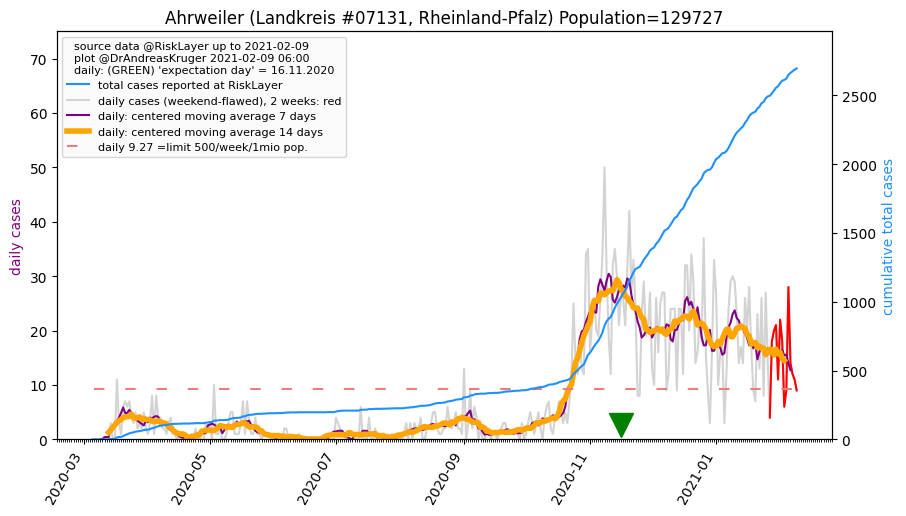 Ahrweiler (Landkreis #07131, Rheinland-Pfalz) Population=129727
source data @RiskLayer up to 2021-02-09
plot @DrAndreasKruger 2021-02-09 06:00
daily: (GREEN) 'expectation day' = 16.11.2020
total cases reported at RiskLayer
daily cases (weekend-flawed), 2 weeks: red
daily: centered moving average 7 days
daily: centered moving average 14 days
daily 9.27 =limit 500/week/1mio pop.
daily cases
70
60
50
40
30
20
10
0
cumulative total cases
2500
2000
1500
1000
500
0
2020-03
2020-05
2020-07
2020-09
2020-11
2021-01